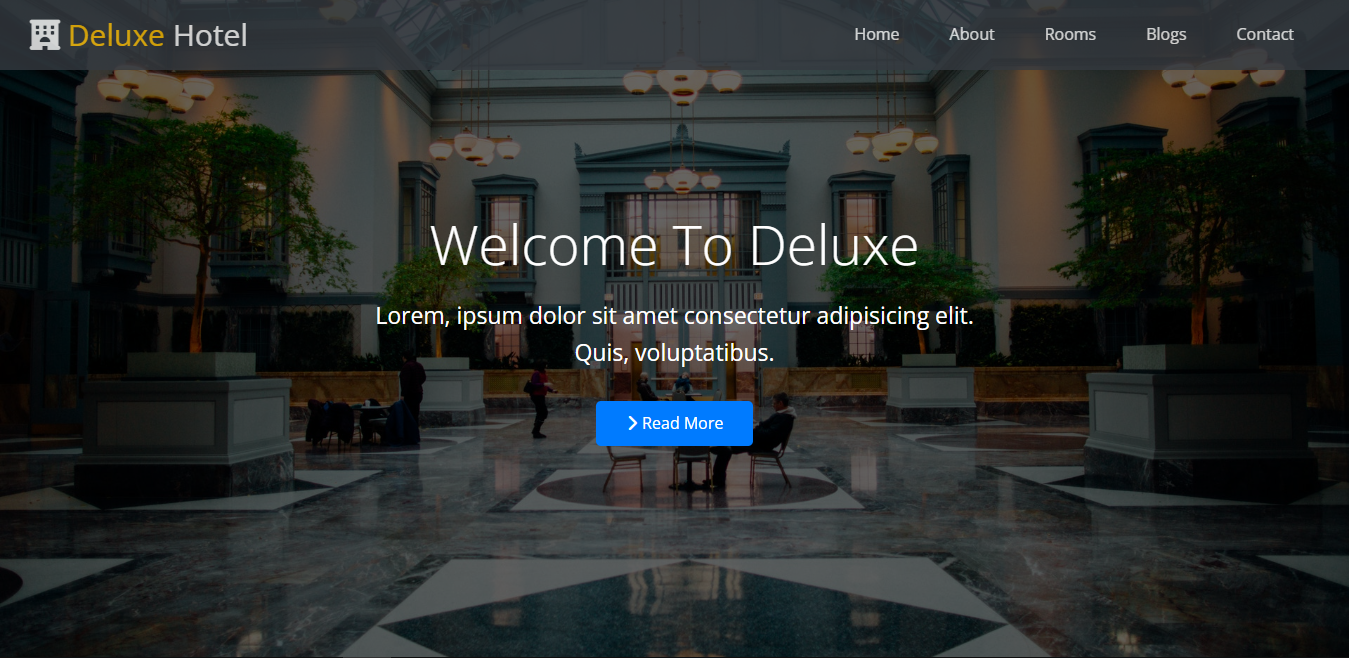 Deluxe Hotel
Home About Rooms Blogs Contact
Welcome To Deluxe
Lorem, ipsum dolor sit amet consectetur adipisicing elit.
Quis, voluptatibus.
Read More